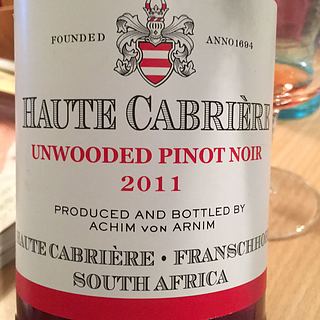 FOUNDED ANNO 1694
HAUTE CABRIÈRE
UNWOODED PINOT NOIR
2011
PRODUCED AND BOTTLED BY
ACHIM VON ARNIM
HAUTE CABRIÈRE • FRANSCHHO
SOUTH AFRICA